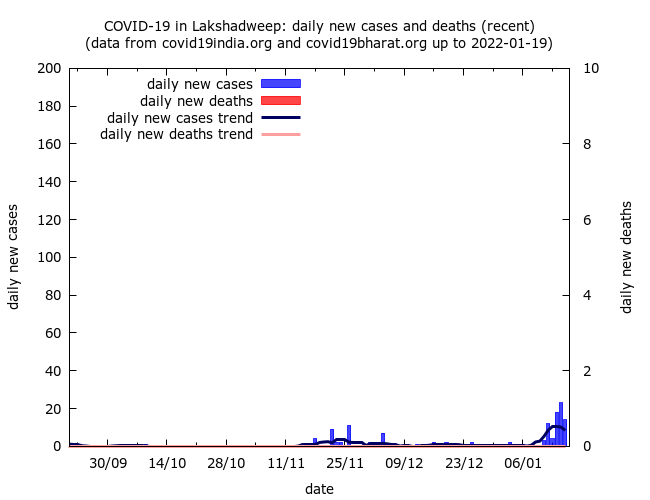 COVID-19 in Lakshadweep: daily new cases and deaths (recent)
(data from covid19india.org and covid19bharat.org up to 2022-01-19)
daily new cases
daily new deaths
daily new cases trend
daily new deaths trend
200
180
160
140
120
100
80
60
40
20
0
daily new cases
10
8
6
4
2
0
daily new deaths
30/09 14/10 28/10 11/11 25/11 09/12 23/12 06/01
date